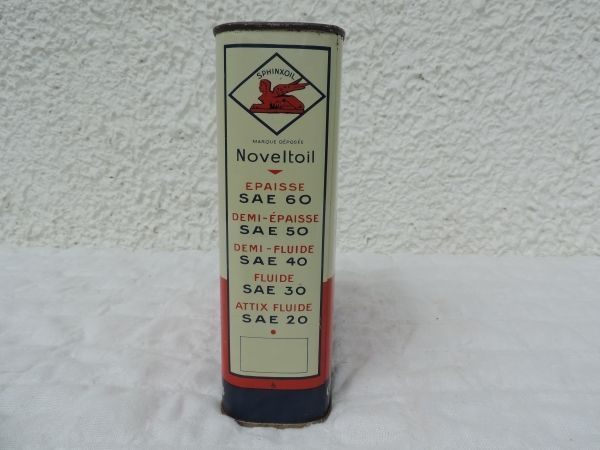 SPHINXOIL
MARQUE DÉPOSÉE
Noveltoil
EPAISSE
SAE 60
DEMI-ÉPAISSE
SAE 50
DEMI-FLUIDE
SAE 40
FLUIDE
SAE 30
ATTIX FLUIDE
SAE 20